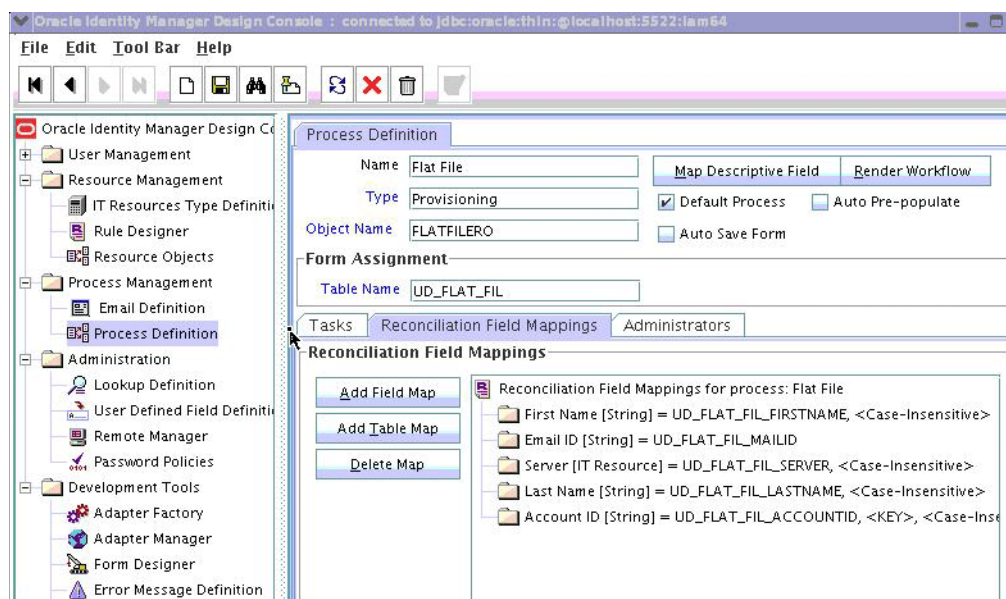 Oracle Identity Manager Design Console : connected to jdbc:oracle:thin:@localhost:5522:iam64
File Edit Tool Bar Help
Oracle Identity Manager Design Co
User Management
Resource Management
IT Resources Type Definiti
Rule Designer
Resource Objects
Process Management
Email Definition
Process Definition
Administration
Lookup Definition
User Defined Field Definiti
Remote Manager
Password Policies
Development Tools
Adapter Factory
Adapter Manager
Form Designer
Error Message Definition
Process Definition
Name Flat File
Map Descriptive Field Render Workflow
Type Provisioning
Default Process Auto Pre-populate
Object Name FLATFILERO
Auto Save Form
Form Assignment
Table Name UD_FLAT_FIL
Tasks Reconciliation Field Mappings Administrators
Reconciliation Field Mappings
Add Field Map
Add Table Map
Delete Map
Reconciliation Field Mappings for process: Flat File
First Name [String] = UD_FLAT_FIL_FIRSTNAME, <Case-Insensitive>
Email ID [String] = UD_FLAT_FIL_MAILID
Server [IT Resource] = UD_FLAT_FIL_SERVER, <Case-Insensitive>
Last Name [String] = UD_FLAT_FIL_LASTNAME, <Case-Insensitive>
Account ID [String] = UD_FLAT_FIL_ACCOUNTID, <KEY>, <Case-Inse